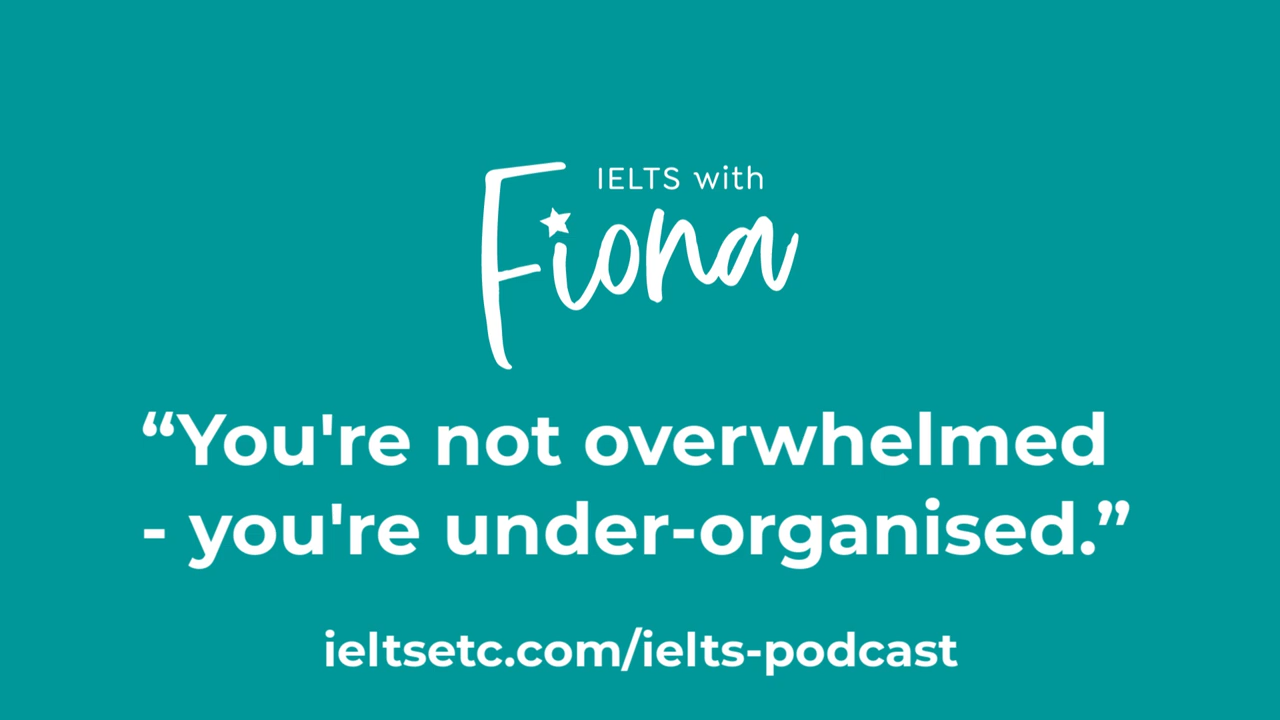 IELTS with
Fiona
“You're not overwhelmed
- you're under-organised.”
ieltsetc.com/ielts-podcast